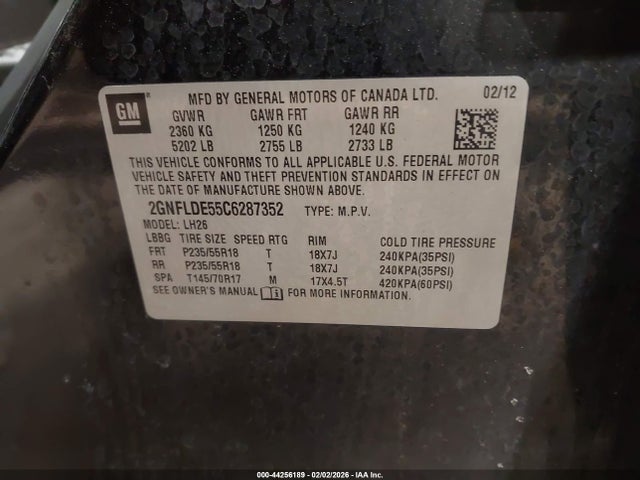 GM
MFD BY GENERAL MOTORS OF CANADA LTD. 02/12
GVWR GAWR FRT GAWR RR
2360 KG 1250 KG 1240 KG
5202 LB 2755 LB 2733 LB
THIS VEHICLE CONFORMS TO ALL APPLICABLE U.S. FEDERAL MOTOR
VEHICLE SAFETY AND THEFT PREVENTION STANDARDS IN EFFECT ON
THE DATE OF MANUFACTURE SHOWN ABOVE.
2GNFLDE55C6287352 TYPE: M.P.V.
MODEL: LH26
LBBG TIRE SIZE SPEED RTG RIM COLD TIRE PRESSURE
FRT P235/55R18 T 18X7J 240KPA(35PSI)
RR P235/55R18 T 18X7J 240KPA(35PSI)
SPA T145/70R17 M 17X4.5T 420KPA(60PSI)
SEE OWNER'S MANUAL FOR MORE INFORMATION.
000-44256189 - 02/02/2026 - IAA Inc.